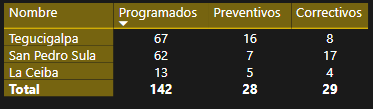 Nombre Programados Preventivos Correctivos
Tegucigalpa 67 16 8
San Pedro Sula 62 7 17
La Ceiba 13 5 4
Total 142 28 29